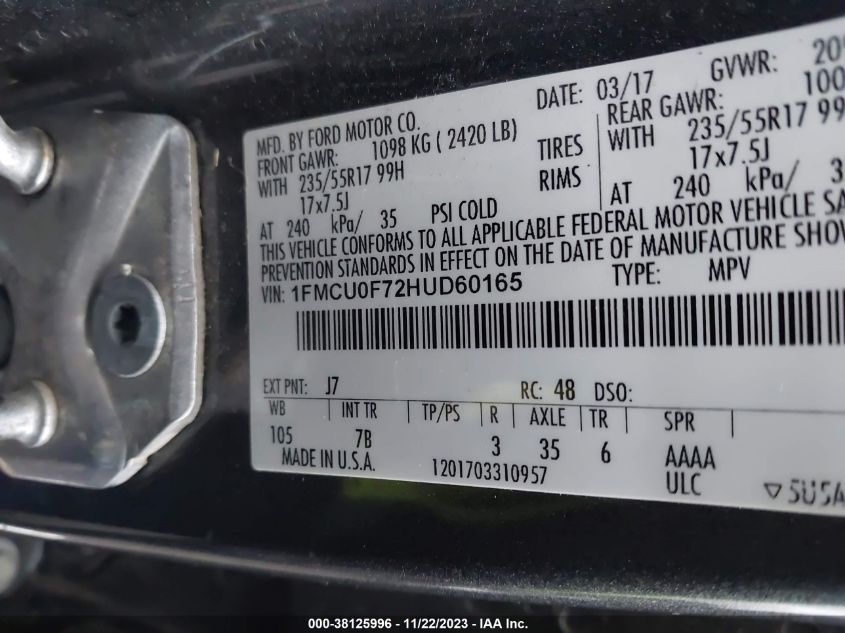 MFD. BY FORD MOTOR CO.
DATE: 03/17 GVWR:
FRONT GAWR: 1098 KG ( 2420 LB) REAR GAWR:
WITH 235/55R17 99H TIRES WITH 235/55R17
17x7.5J RIMS 17x7.5J
AT 240 kPa/ 35 PSI COLD AT 240 kPa/
THIS VEHICLE CONFORMS TO ALL APPLICABLE FEDERAL MOTOR VEHICLE
PREVENTION STANDARDS IN EFFECT ON THE DATE OF MANUFACTURE
VIN: 1FMCU0F72HUD60165 TYPE: MPV
EXT PNT: J7 RC: 48 DSO:
WB INT TR TP/PS R AXLE TR SPR
105 7B 3 35 6 AAAA
MADE IN U.S.A. 1201703310957 ULC
000-38125996 - 11/22/2023 - IAA Inc.